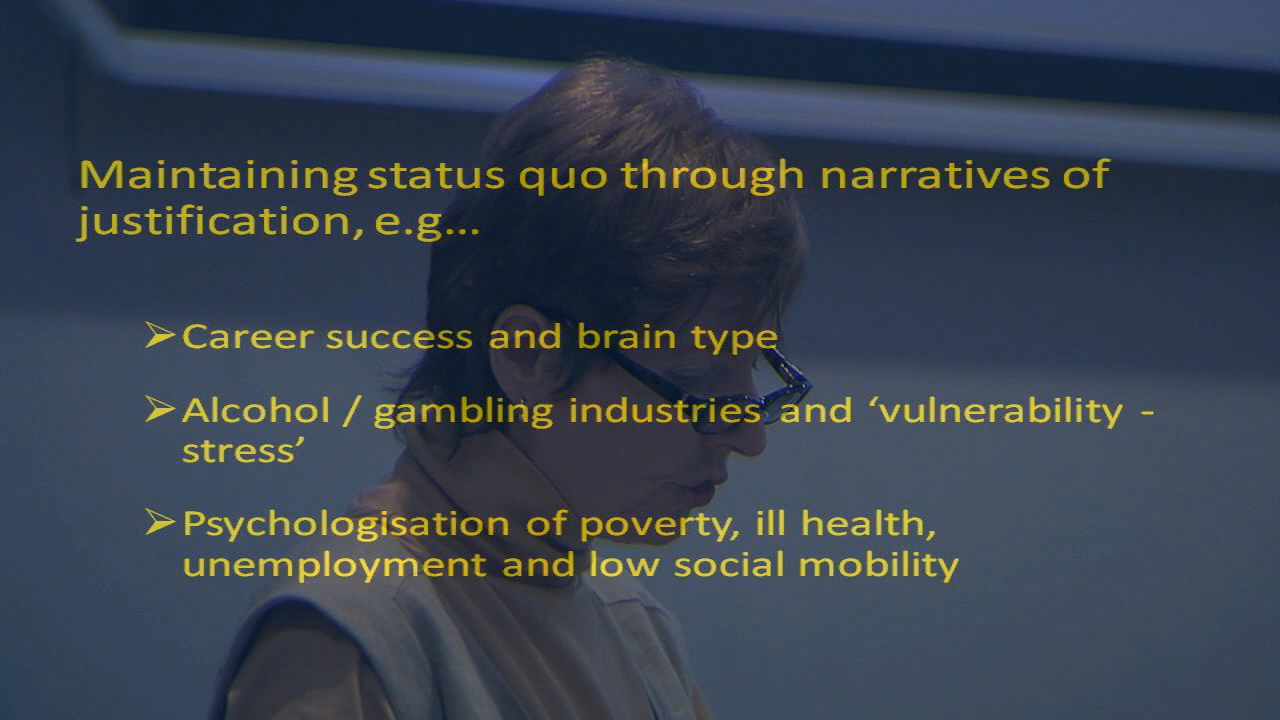 Maintaining status quo through narratives of
justification, e.g...
➢Career success and brain type
➢Alcohol / gambling industries and ‘vulnerability -
stress’
➢Psychologisation of poverty, ill health,
unemployment and low social mobility